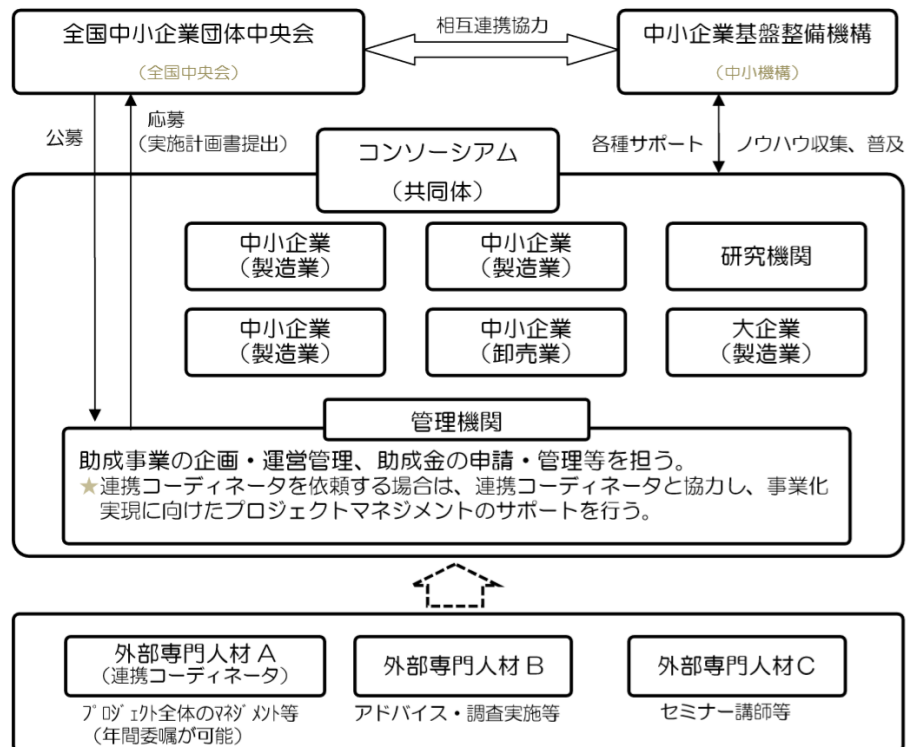 全国中小企業団体中央会
（全国中央会）
相互連携協力
中小企業基盤整備機構
（中小機構）
公募
応募
（実施計画書提出）
各種サポート
ノウハウ収集、普及
コンソーシアム
（共同体）
中小企業
（製造業）
中小企業
（製造業）
研究機関
中小企業
（製造業）
中小企業
（卸売業）
大企業
（製造業）
管理機関
助成事業の企画・運営管理、助成金の申請・管理等を担う。
★連携コーディネータを依頼する場合は、連携コーディネータと協力し、事業化
実現に向けたプロジェクトマネジメントのサポートを行う。
外部専門人材 A
（連携コーディネータ）
ﾌﾟﾛｼﾞｪｸﾄ全体のﾏﾈｼﾞﾒﾝﾄ等
（年間委嘱が可能）
外部専門人材 B
アドバイス・調査実施等
外部専門人材 C
セミナー講師等